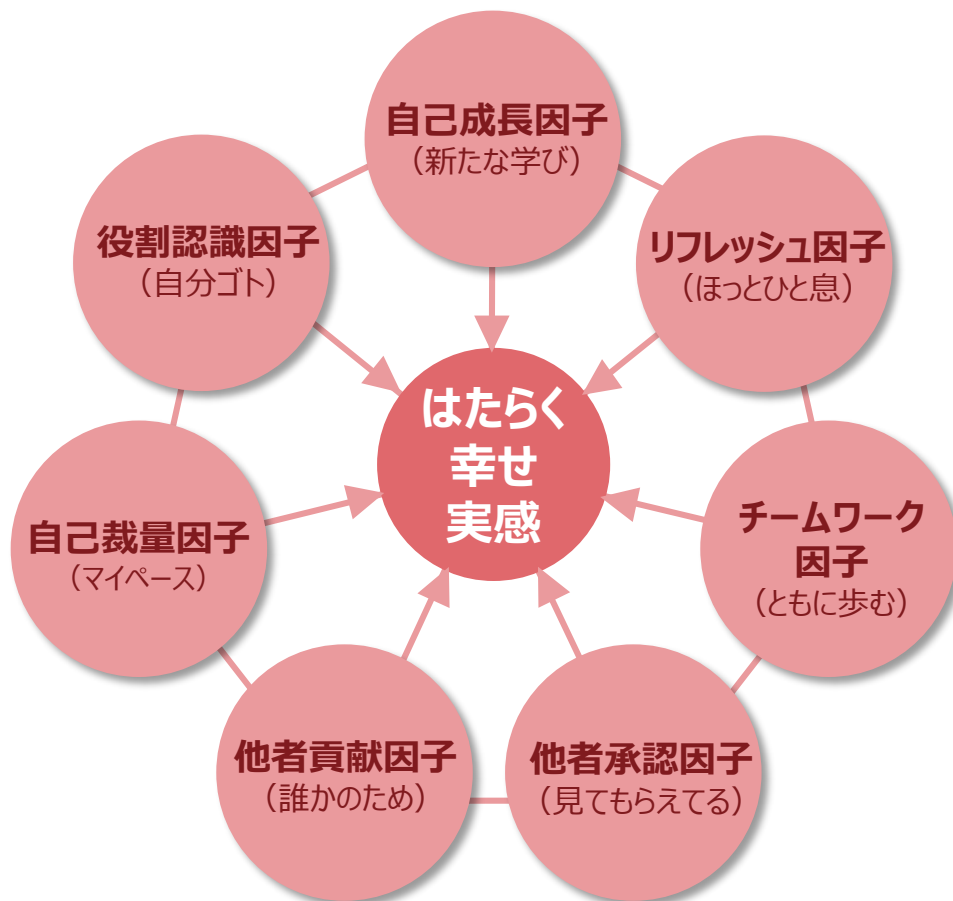 自己成長因子
（新たな学び）
リフレッシュ因子
（ほっとひと息）
チームワーク
因子
（ともに歩む）
他者承認因子
（見てもらえてる）
他者貢献因子
（誰かのため）
自己裁量因子
（マイペース）
役割認識因子
（自分ゴト）
はたらく
幸せ
実感